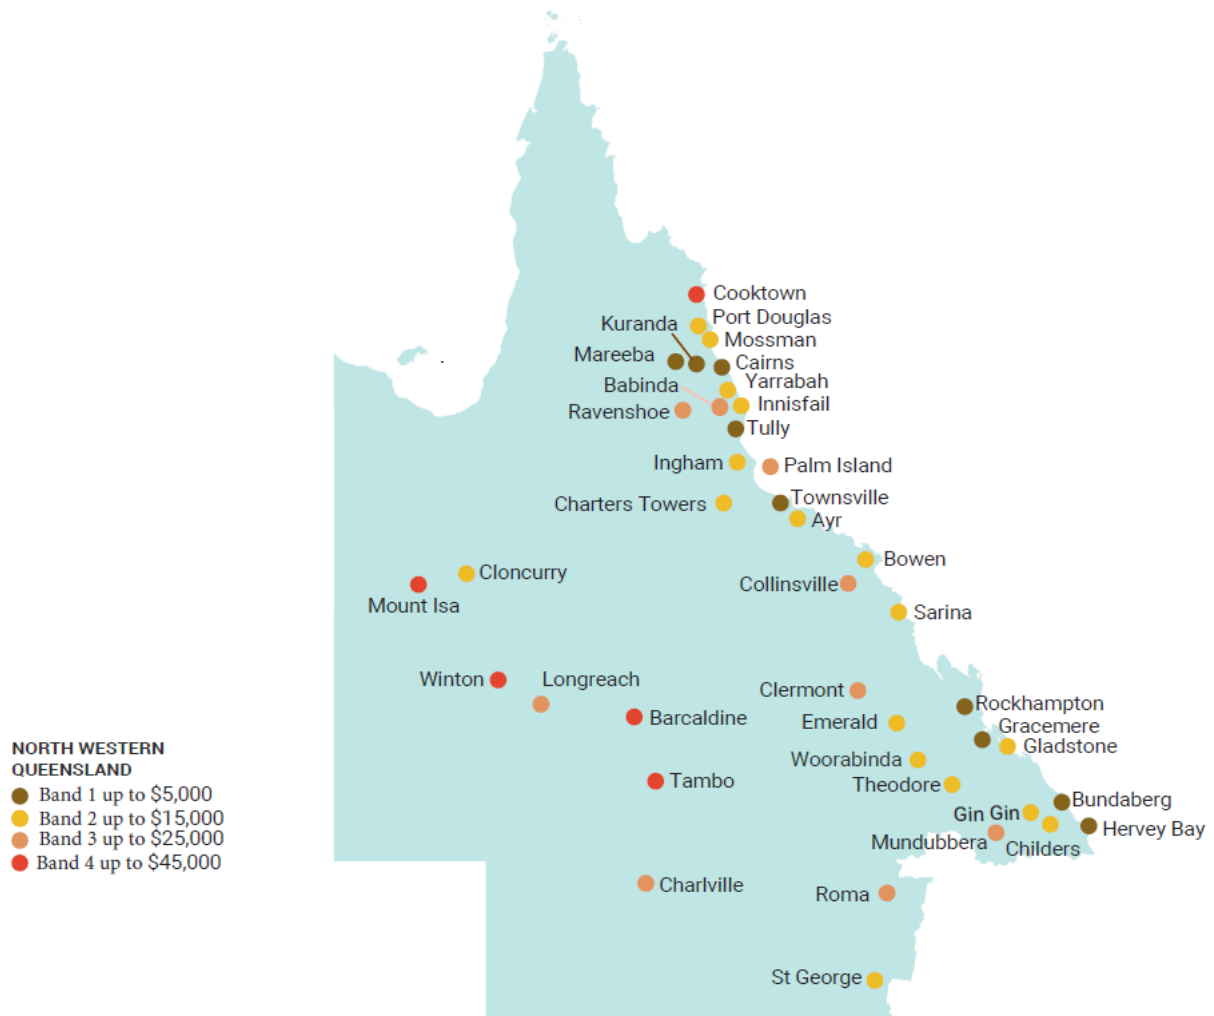 Cooktown
Port Douglas
Kuranda
Mossman
Mareeba
Cairns
Yarrabah
Babinda
Innisfail
Ravenshoe
Tully
Ingham
Palm Island
Charters Towers
Townsville
Ayr
Bowen
Cloncurry
Collinsville
Mount Isa
Sarina
Winton
Longreach
Clermont
Rockhampton
Barcaldine
Emerald
Gracemere
Gladstone
Woorabinda
Tambo
Theodore
Bundaberg
Gin Gin
Hervey Bay
Mundubbera
Childers
Charlville
Roma
St George
NORTH WESTERN
QUEENSLAND
Band 1 up to $5,000
Band 2 up to $15,000
Band 3 up to $25,000
Band 4 up to $45,000